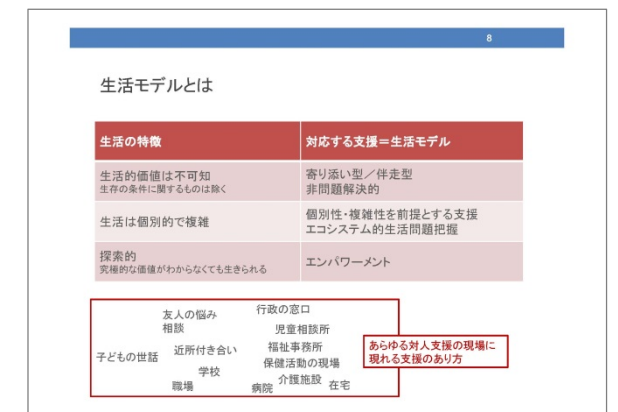 8
生活モデルとは
生活の特徴
対応する支援=生活モデル
生活的価値は不可知
生存の条件に関するものは除く
寄り添い型/伴走型
非問題解決的
生活は個別的で複雑
個別性・複雑性を前提とする支援
エコシステム的生活問題把握
探索的
究極的な価値がわからなくても生きられる
エンパワーメント
友人の悩み
相談
行政の窓口
児童相談所
子どもの世話
近所付き合い
福祉事務所
保健活動の現場
学校
職場
病院
介護施設
在宅
あらゆる対人支援の現場に
現れる支援のあり方